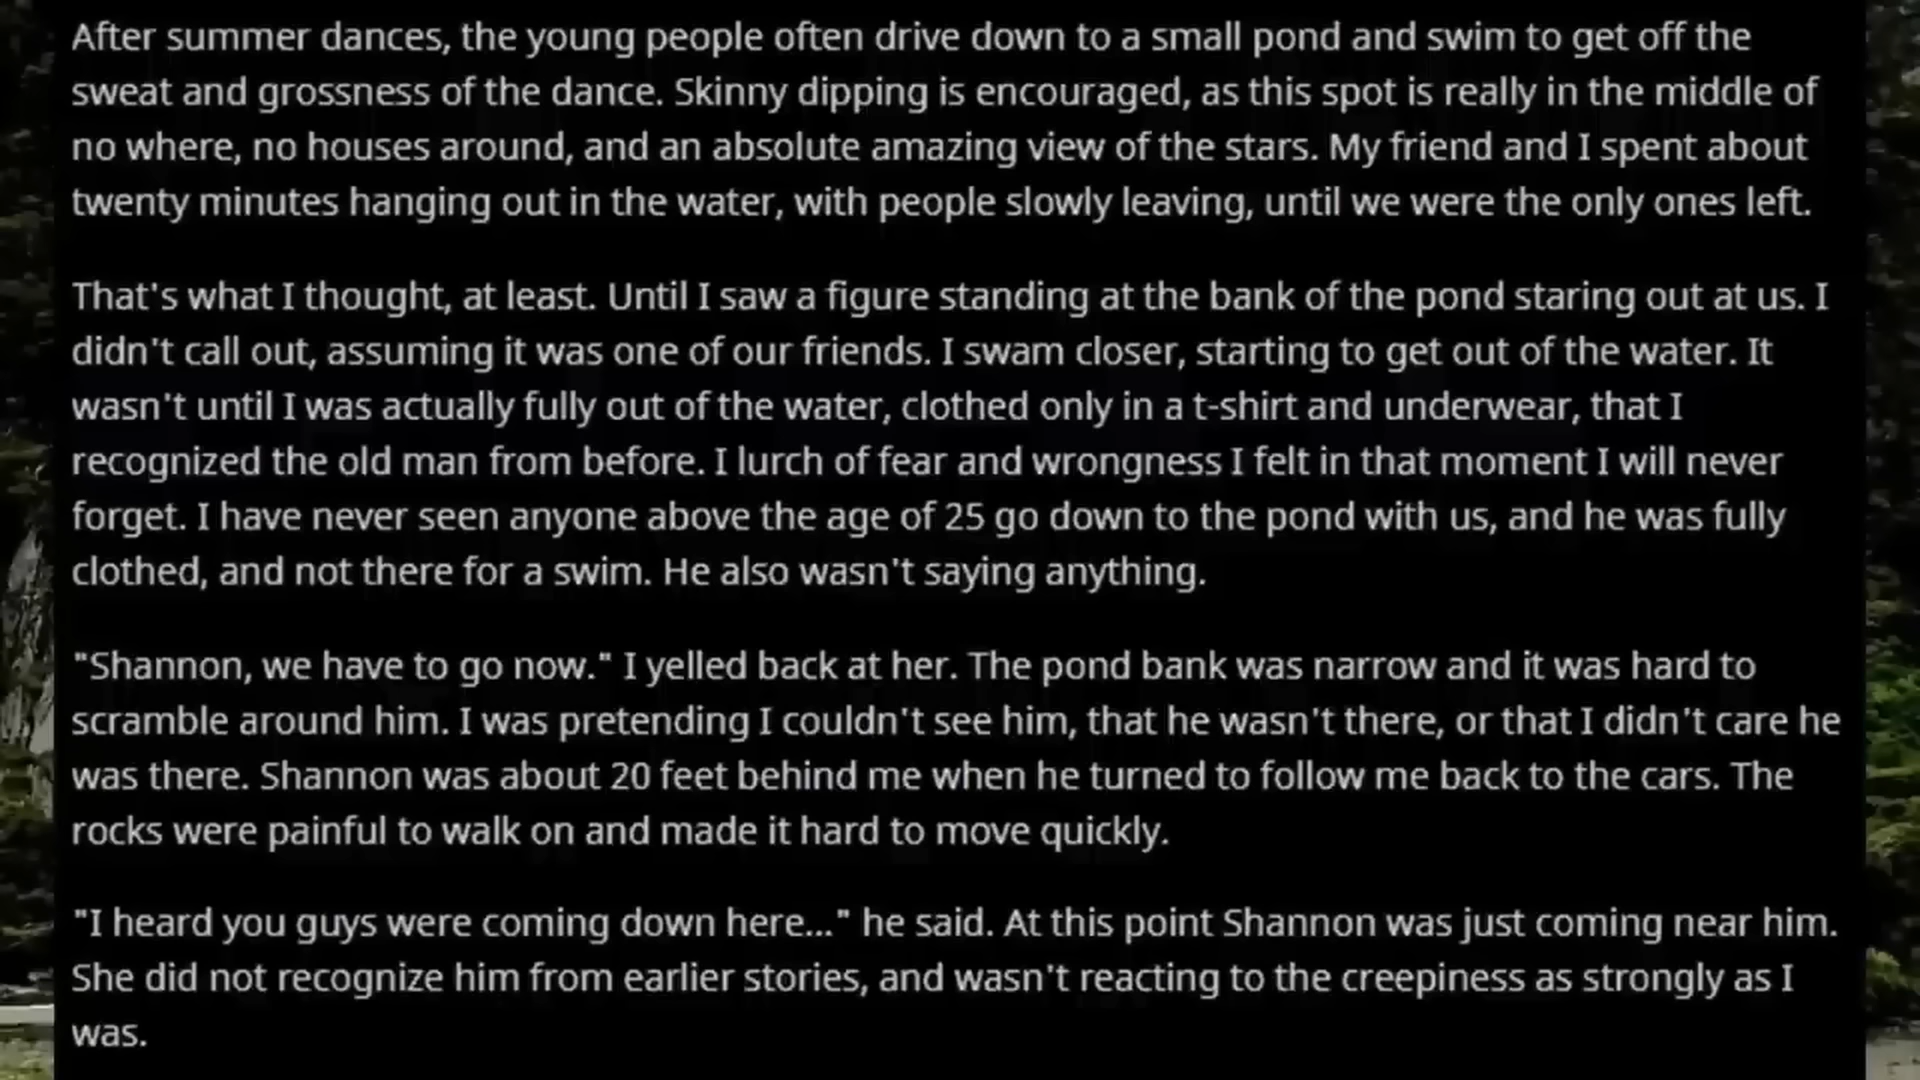 After summer dances, the young people often drive down to a small pond and swim to get off the
sweat and grossness of the dance. Skinny dipping is encouraged, as this spot is really in the middle of
no where, no houses around, and an absolute amazing view of the stars. My friend and I spent about
twenty minutes hanging out in the water, with people slowly leaving, until we were the only ones left.
That's what I thought, at least. Until I saw a figure standing at the bank of the pond staring out at us. I
didn't call out, assuming it was one of our friends. I swam closer, starting to get out of the water. It
wasn't until I was actually fully out of the water, clothed only in a t-shirt and underwear, that I
recognized the old man from before. I lurch of fear and wrongness I felt in that moment I will never
forget. I have never seen anyone above the age of 25 go down to the pond with us, and he was fully
clothed, and not there for a swim. He also wasn't saying anything.
"Shannon, we have to go now." I yelled back at her. The pond bank was narrow and it was hard to
scramble around him. I was pretending I couldn't see him, that he wasn't there, or that I didn't care he
was there. Shannon was about 20 feet behind me when he turned to follow me back to the cars. The
rocks were painful to walk on and made it hard to move quickly.
"I heard you guys were coming down here..." he said. At this point Shannon was just coming near him.
She did not recognize him from earlier stories, and wasn't reacting to the creepiness as strongly as I
was.